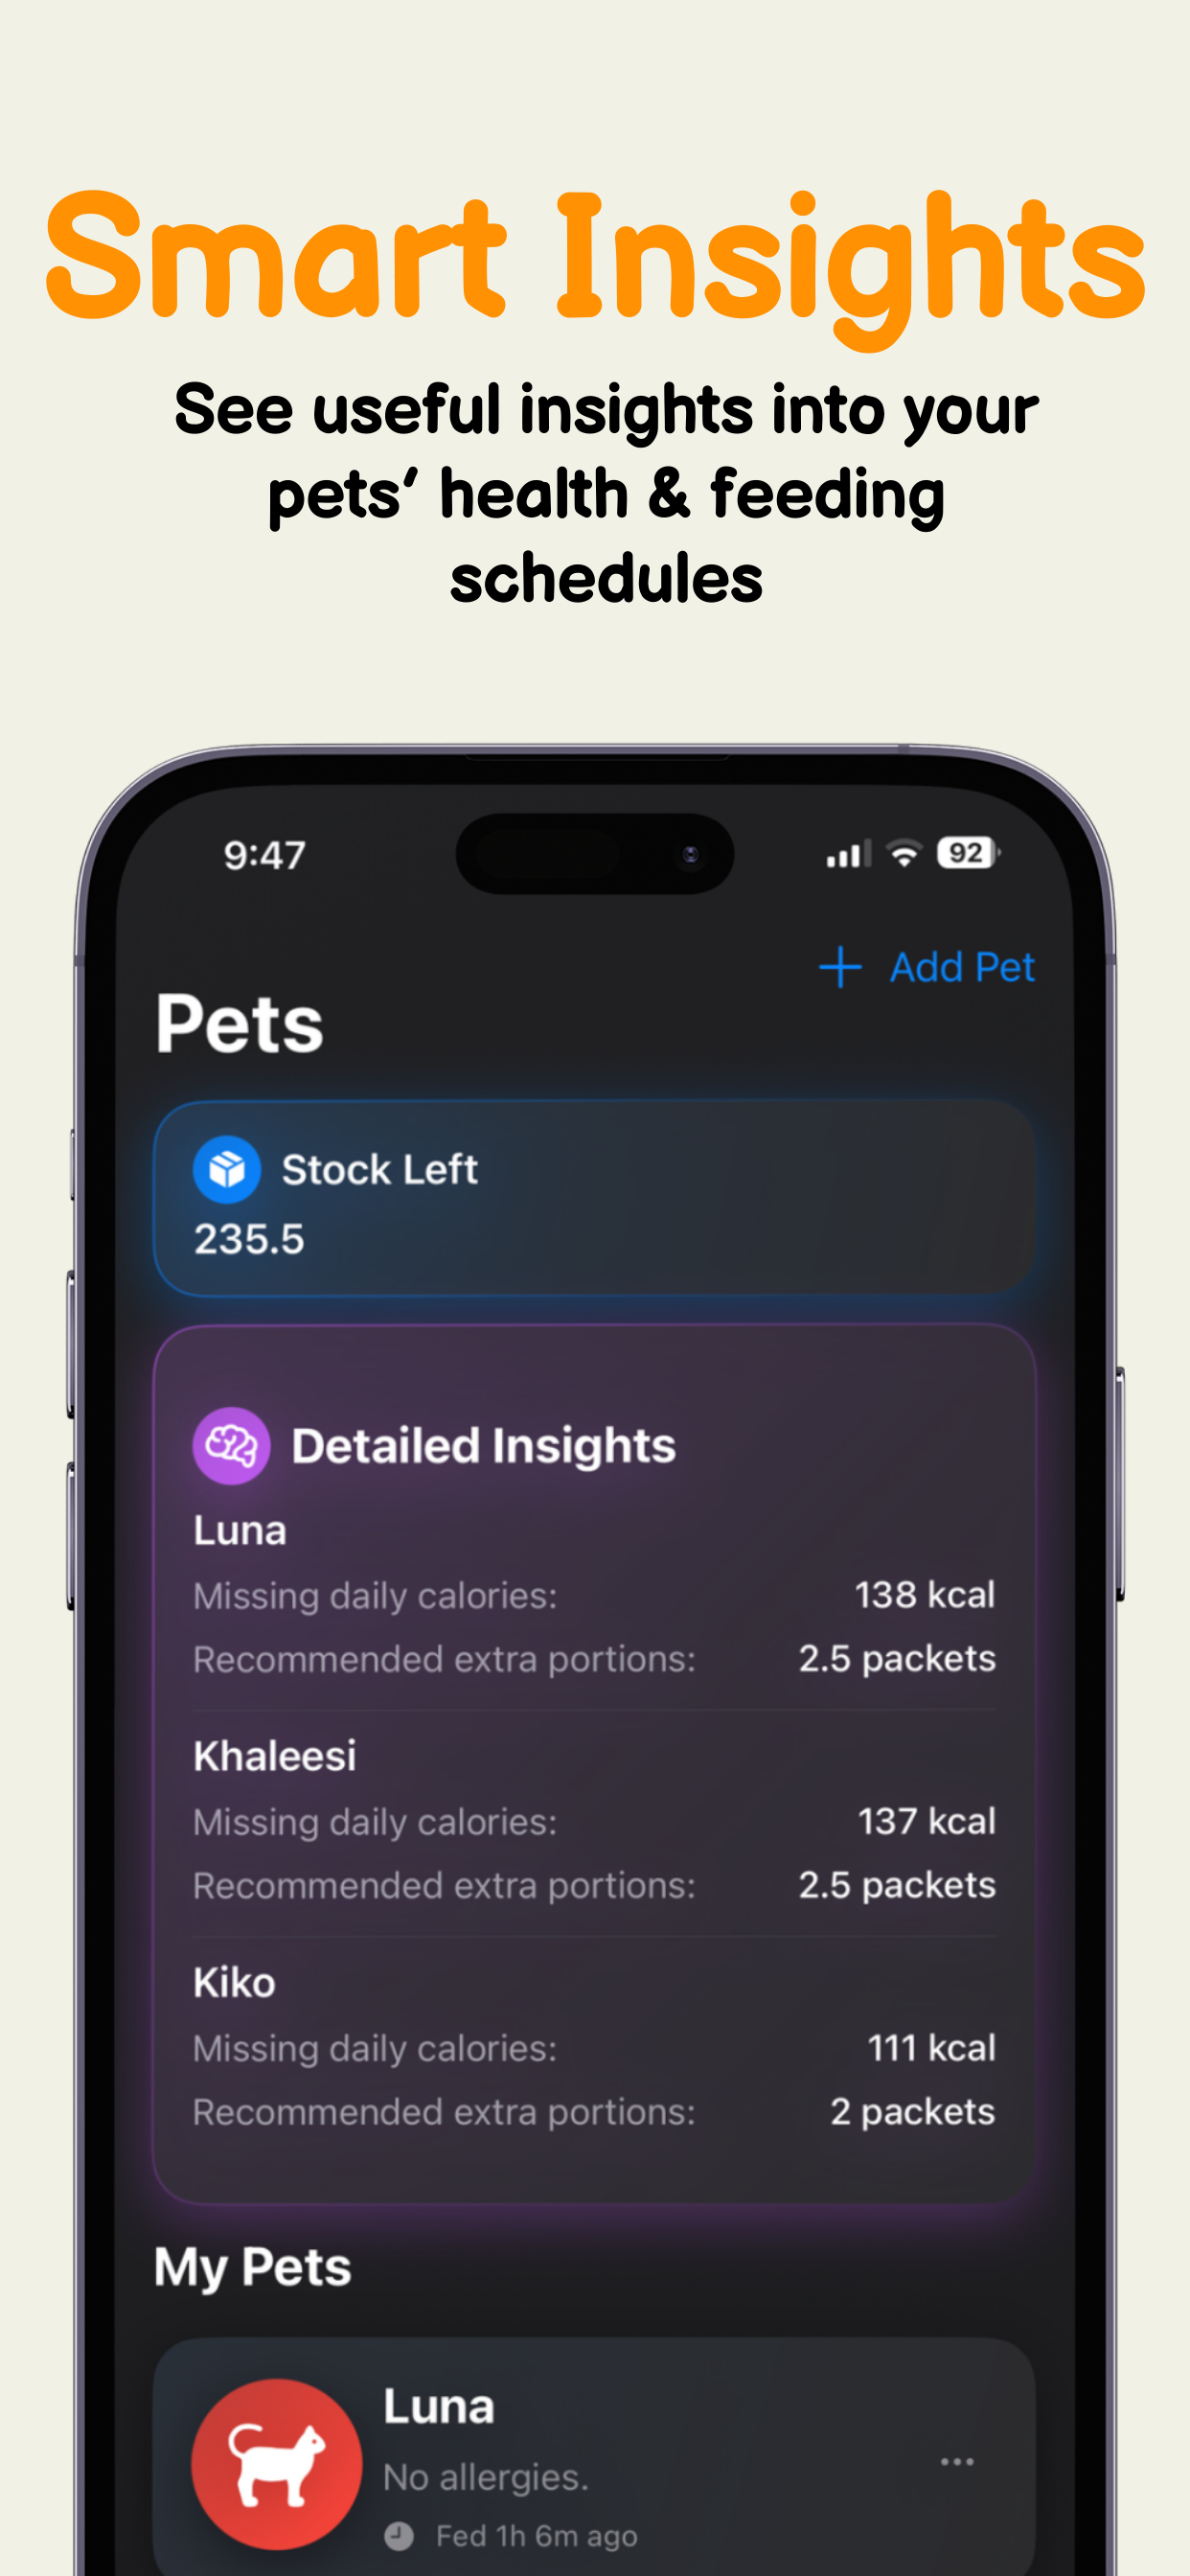 Smart Insights
See useful insights into your
pets’ health & feeding
schedules
9:47
92
+ Add Pet
Pets
Stock Left
235.5
Detailed Insights
Luna
Missing daily calories: 138 kcal
Recommended extra portions: 2.5 packets
Khaleesi
Missing daily calories: 137 kcal
Recommended extra portions: 2.5 packets
Kiko
Missing daily calories: 111 kcal
Recommended extra portions: 2 packets
My Pets
Luna
No allergies.
Fed 1h 6m ago